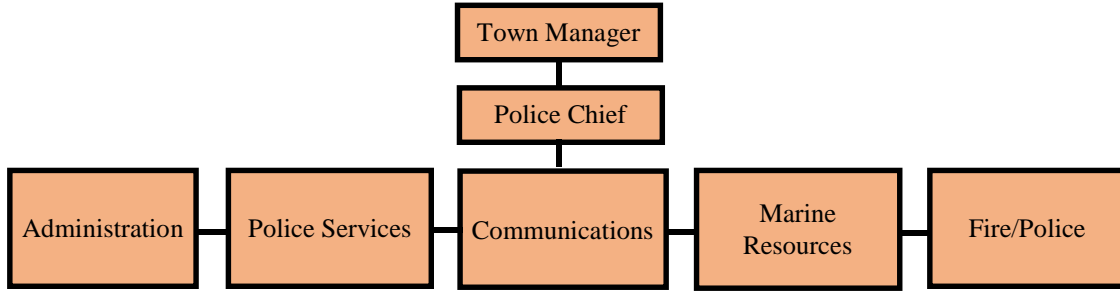 Town Manager
Police Chief
Administration
Police Services
Communications
Marine
Resources
Fire/Police